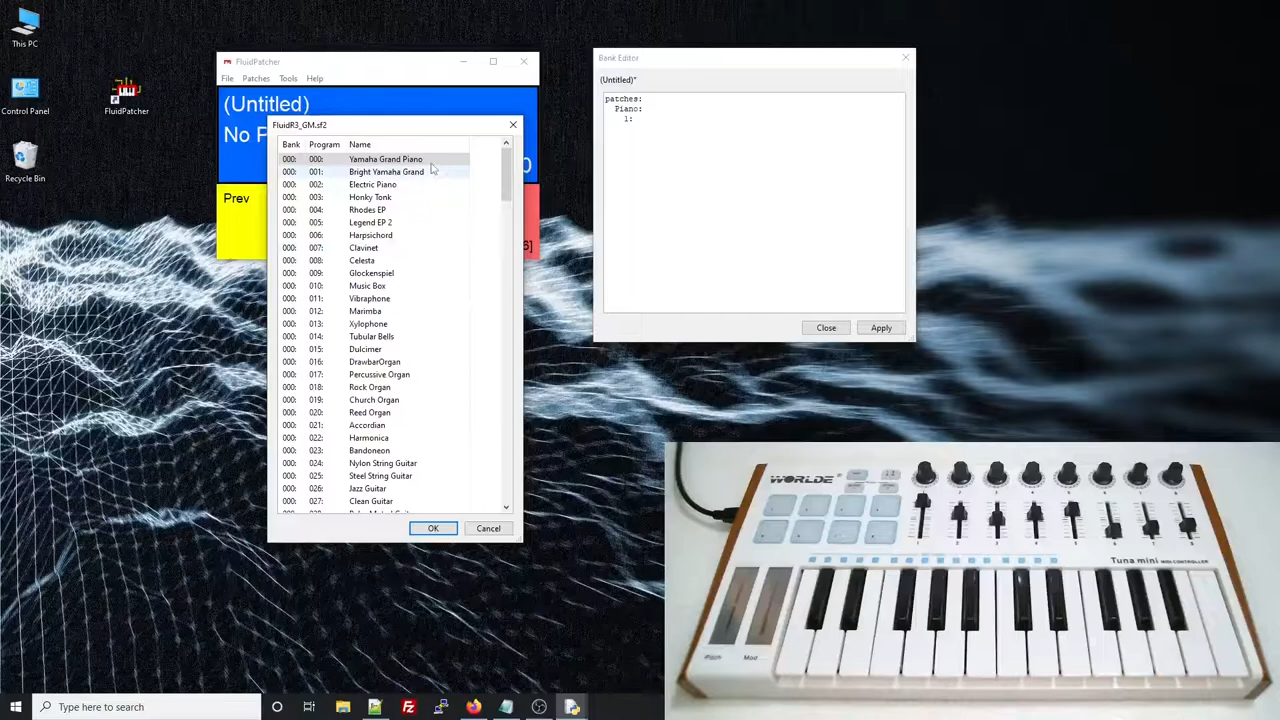 This PC
Control Panel
FluidPatcher
Recycle Bin
FluidPatcher
File Patches Tools Help
(Untitled)
No P
Prev
6]
FluidR3_GM.sf2
Bank Program Name
000: 000: Yamaha Grand Piano
000: 001: Bright Yamaha Grand
000: 002: Electric Piano
000: 003: Honky Tonk
000: 004: Rhodes EP
000: 005: Legend EP 2
000: 006: Harpsichord
000: 007: Clavinet
000: 008: Celesta
000: 009: Glockenspiel
000: 010: Music Box
000: 011: Vibraphone
000: 012: Marimba
000: 013: Xylophone
000: 014: Tubular Bells
000: 015: Dulcimer
000: 016: DrawbarOrgan
000: 017: Percussive Organ
000: 018: Rock Organ
000: 019: Church Organ
000: 020: Reed Organ
000: 021: Accordian
000: 022: Harmonica
000: 023: Bandoneon
000: 024: Nylon String Guitar
000: 025: Steel String Guitar
000: 026: Jazz Guitar
000: 027: Clean Guitar
OK Cancel
Bank Editor
(Untitled)*
patches:
Piano:
1:
Close Apply
WORLDE
Tuna mini MIDI CONTROLLER
Pitch Mod
Type here to search